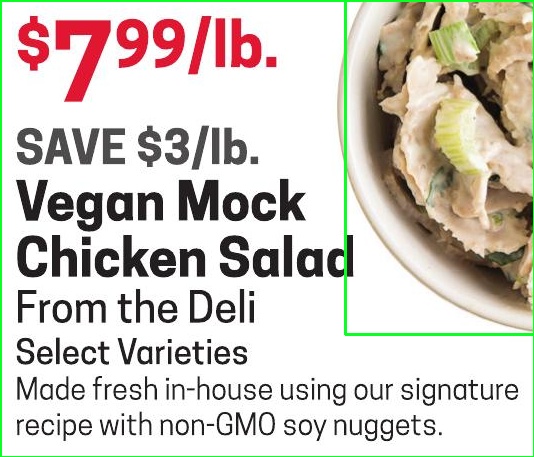 $7.99/lb.
SAVE $3/lb.
Vegan Mock
Chicken Salad
From the Deli
Select Varieties
Made fresh in-house using our signature
recipe with non-GMO soy nuggets.